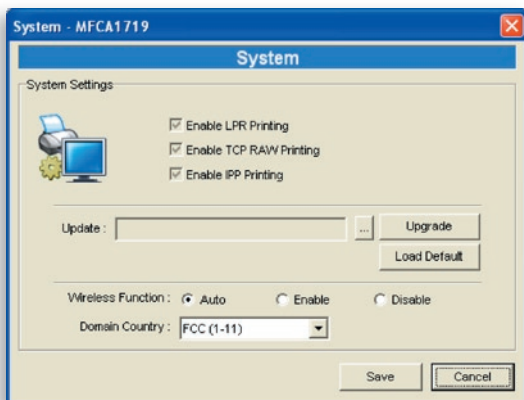 System - MFCA1719
System
System Settings
Enable LPR Printing
Enable TCP RAW Printing
Enable IPP Printing
Update :
...
Upgrade
Load Default
Wireless Function :
Auto
Enable
Disable
Domain Country :
FCC (1-11)
Save
Cancel